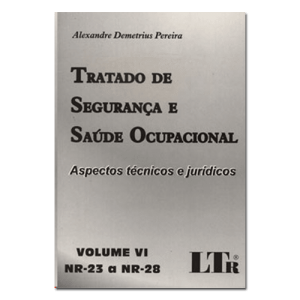 Alexandre Demetrius Pereira
TRATADO DE
SEGURANÇA E
SAÚDE OCUPACIONAL
Aspectos técnicos e jurídicos
VOLUME VI
NR-23 a NR-28
LTR®